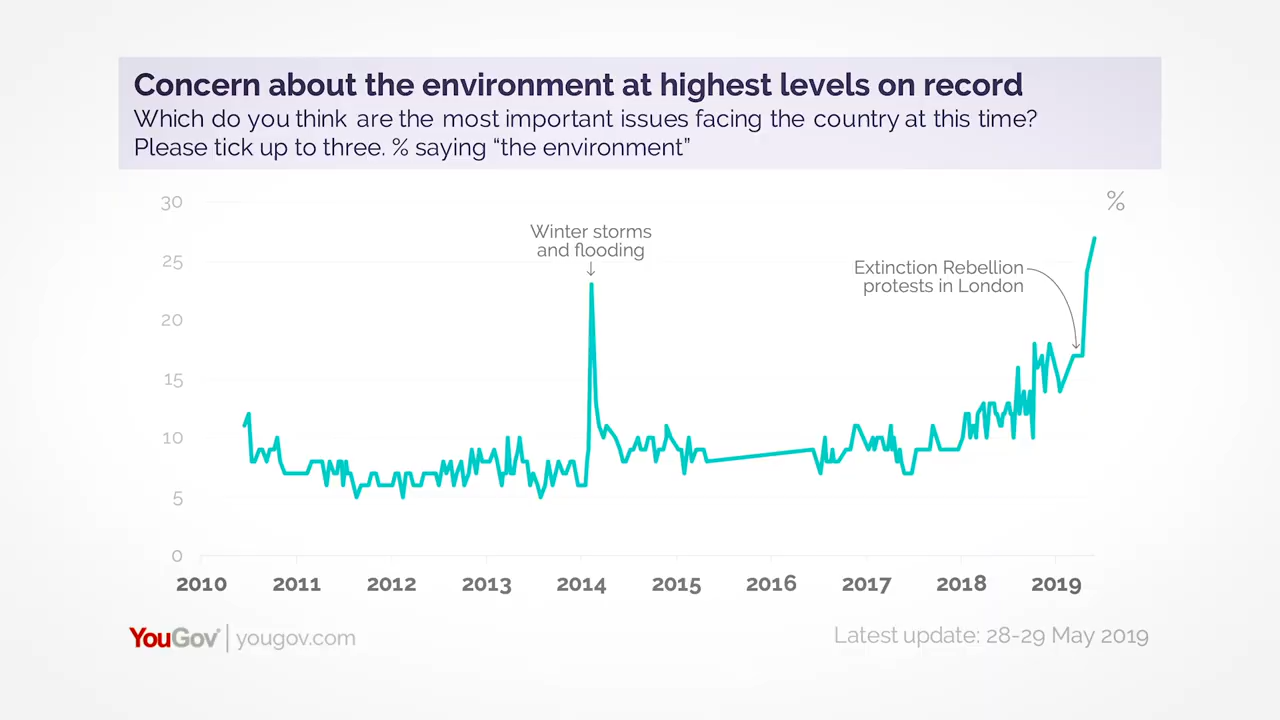 Concern about the environment at highest levels on record
Which do you think are the most important issues facing the country at this time?
Please tick up to three. % saying “the environment”
30
%
Winter storms
and flooding
25
Extinction Rebellion
protests in London
20
15
10
5
0
2010 2011 2012 2013 2014 2015 2016 2017 2018 2019
YouGov® | yougov.com
Latest update: 28-29 May 2019